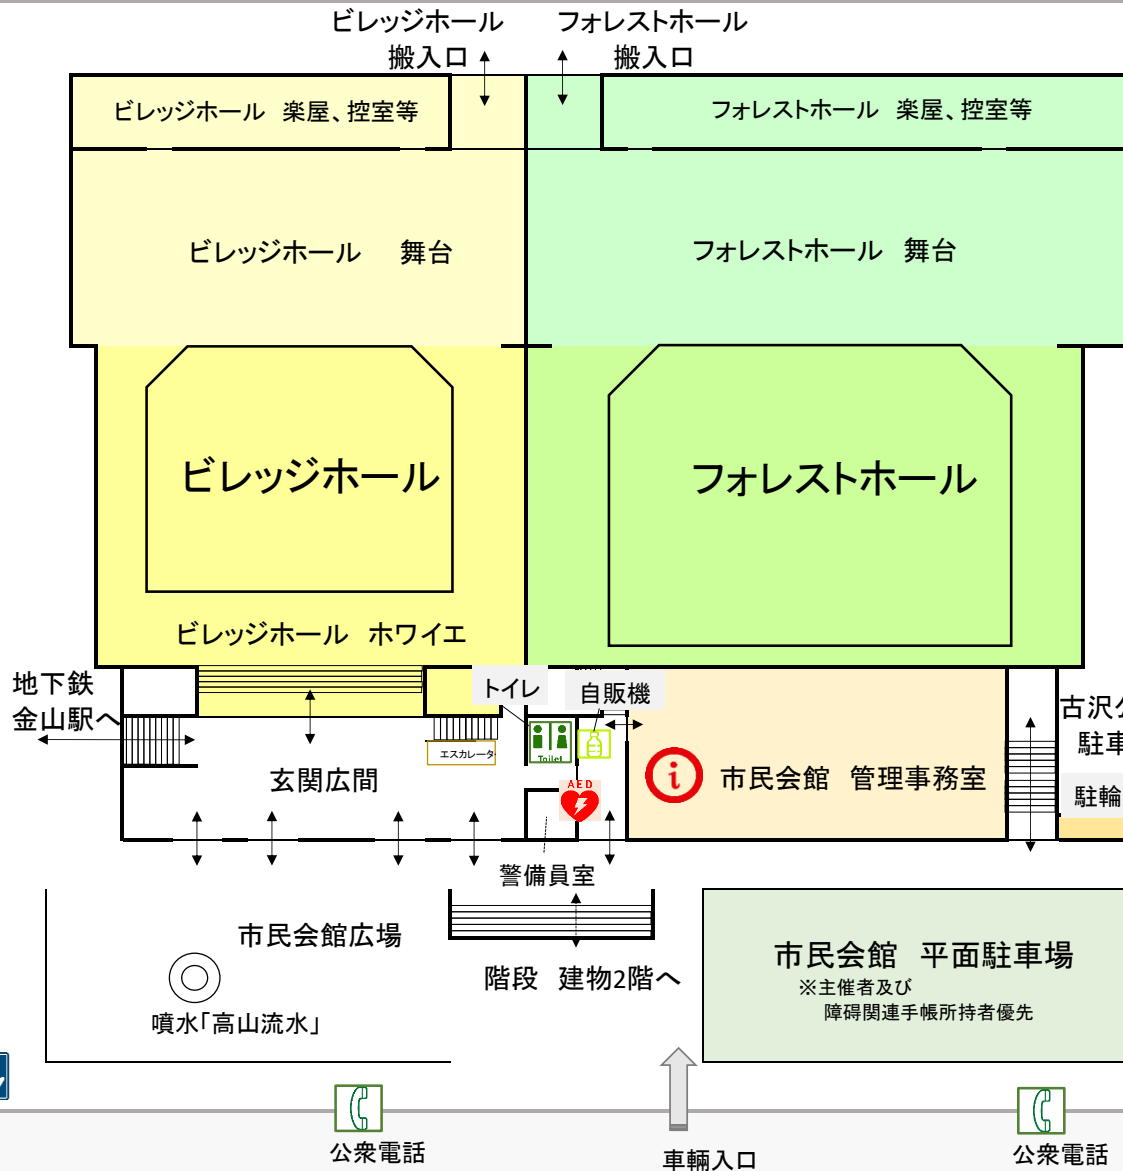 ビレッジホール
搬入口
フォレストホール
搬入口
ビレッジホール 楽屋、控室等
フォレストホール 楽屋、控室等
ビレッジホール 舞台
フォレストホール 舞台
ビレッジホール
フォレストホール
ビレッジホール ホワイエ
地下鉄
金山駅へ
トイレ
自販機
古沢公
駐車
駐輪
エスカレータ
Toilet
AED
玄関広間
市民会館 管理事務室
警備員室
市民会館広場
階段 建物2階へ
市民会館 平面駐車場
※主催者及び
障碍関連手帳所持者優先
噴水「高山流水」
公衆電話
車輛入口
公衆電話